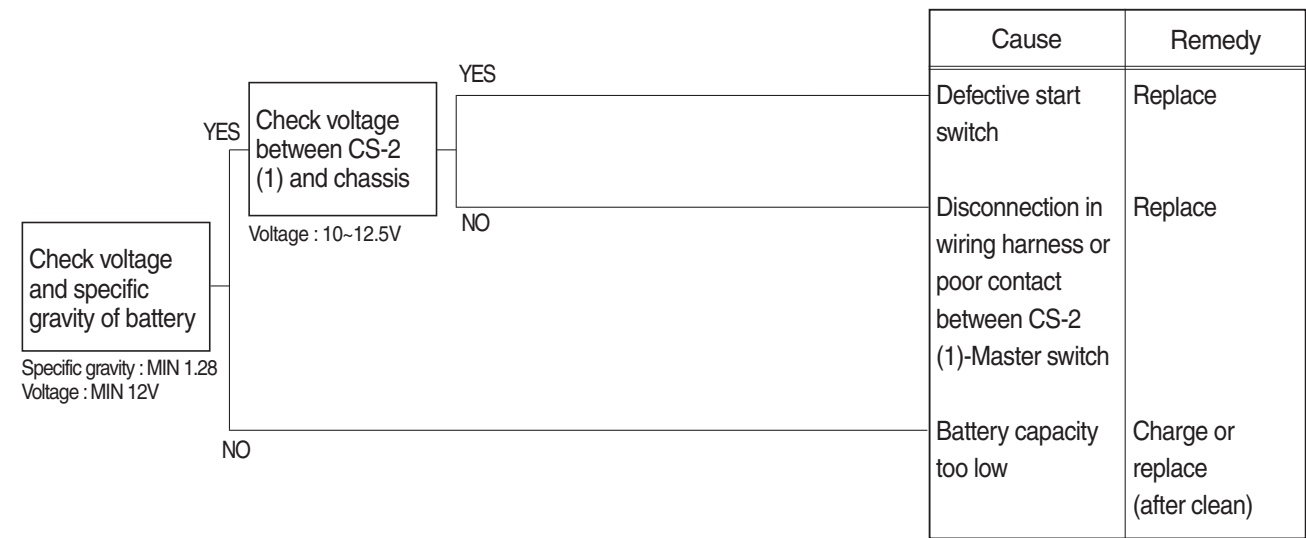 Cause
Remedy
YES
Defective start
switch
Replace
YES
Check voltage
between CS-2
(1) and chassis
Voltage : 10~12.5V
NO
Disconnection in
wiring harness or
poor contact
between CS-2
(1)-Master switch
Replace
Check voltage
and specific
gravity of battery
Specific gravity : MIN 1.28
Voltage : MIN 12V
NO
Battery capacity
too low
Charge or
replace
(after clean)